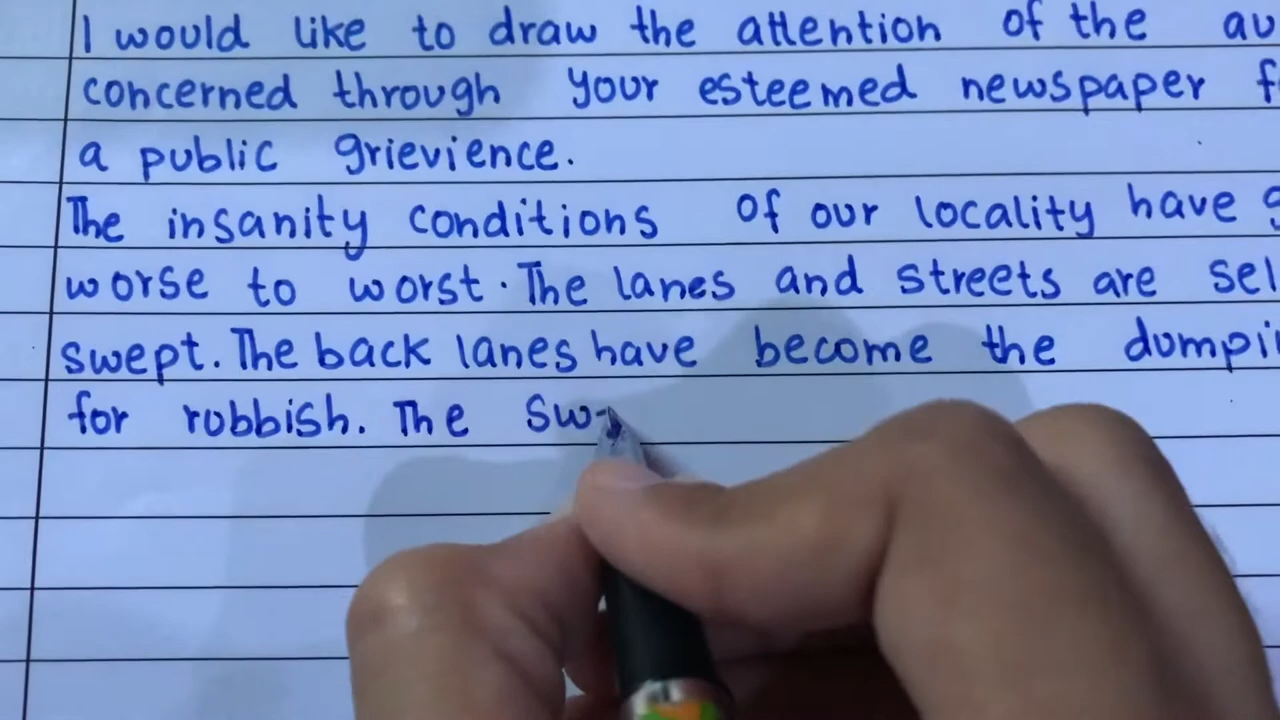 I would like to draw the attention of the
concerned through your esteemed newspaper
a public grievience.
The insanity conditions of our locality have
worse to worst. The lanes and streets are
swept. The back lanes have become the
for robbish. The